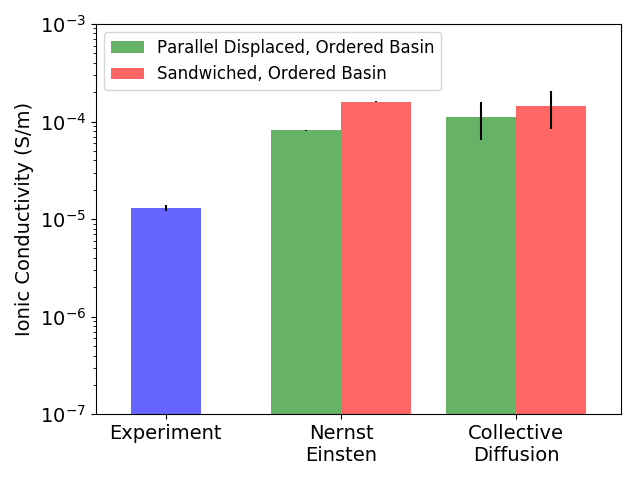 Parallel Displaced, Ordered Basin
Sandwiched, Ordered Basin
Ionic Conductivity (S/m)
10⁻³
10⁻⁴
10⁻⁵
10⁻⁶
10⁻⁷
Experiment
Nernst
Einsten
Collective
Diffusion